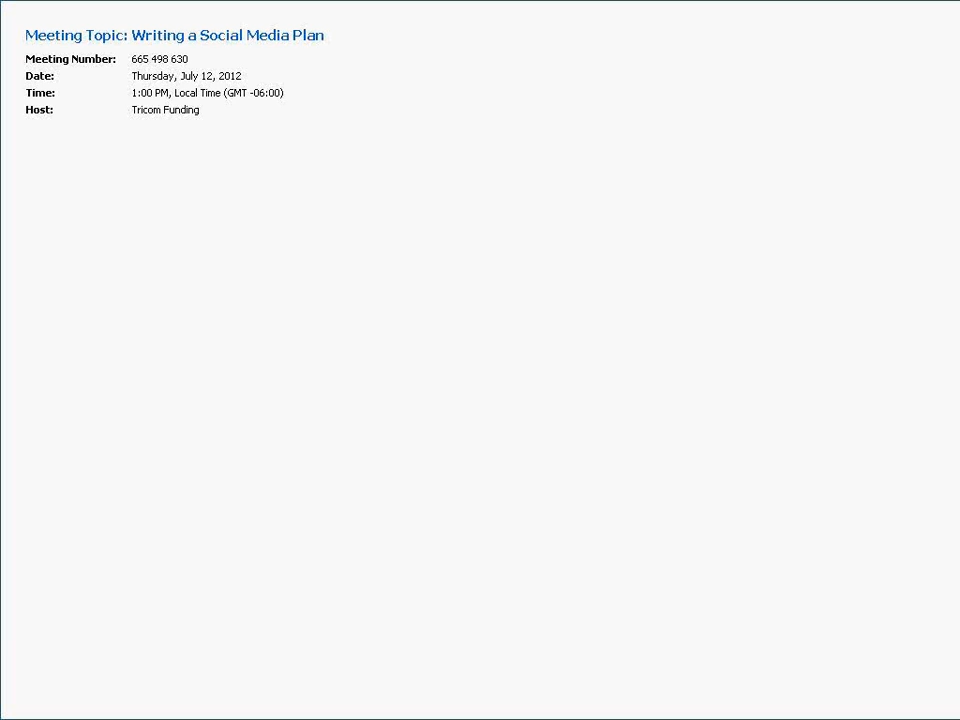 Meeting Topic: Writing a Social Media Plan
Meeting Number: 665 498 630
Date: Thursday, July 12, 2012
Time: 1:00 PM, Local Time (GMT -06:00)
Host: Tricom Funding